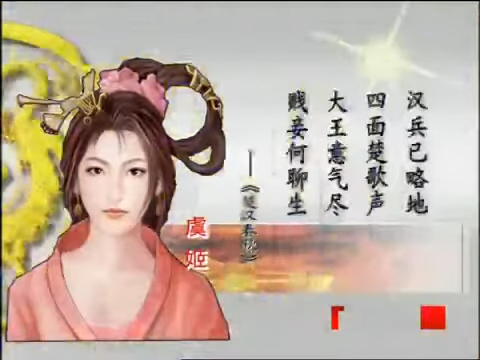 汉兵已略地
四面楚歌声
大王意气尽
贱妾何聊生
——《楚汉春秋》
虞姬